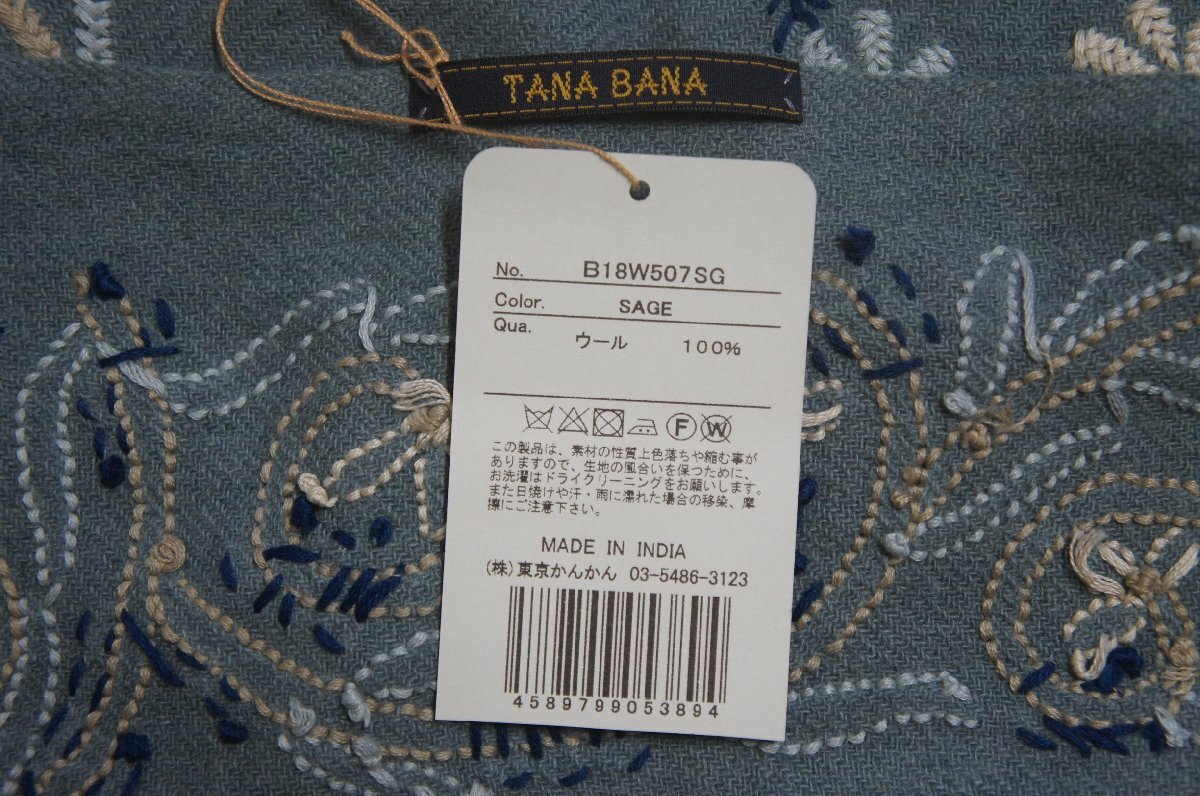 TANA BANA
No. B18W507SG
Color. SAGE
Qua. ウール 100%
F W
この製品は、素材の性質上色落ちや縮む事が
ありますので、生地の風合いを保つために、
お洗濯はドライクリーニングをお願いします。
また日焼けや汗・雨に濡れた場合の移染、摩
擦にご注意下さい。
MADE IN INDIA
(株)東京かんかん 03-5486-3123
4589799053894